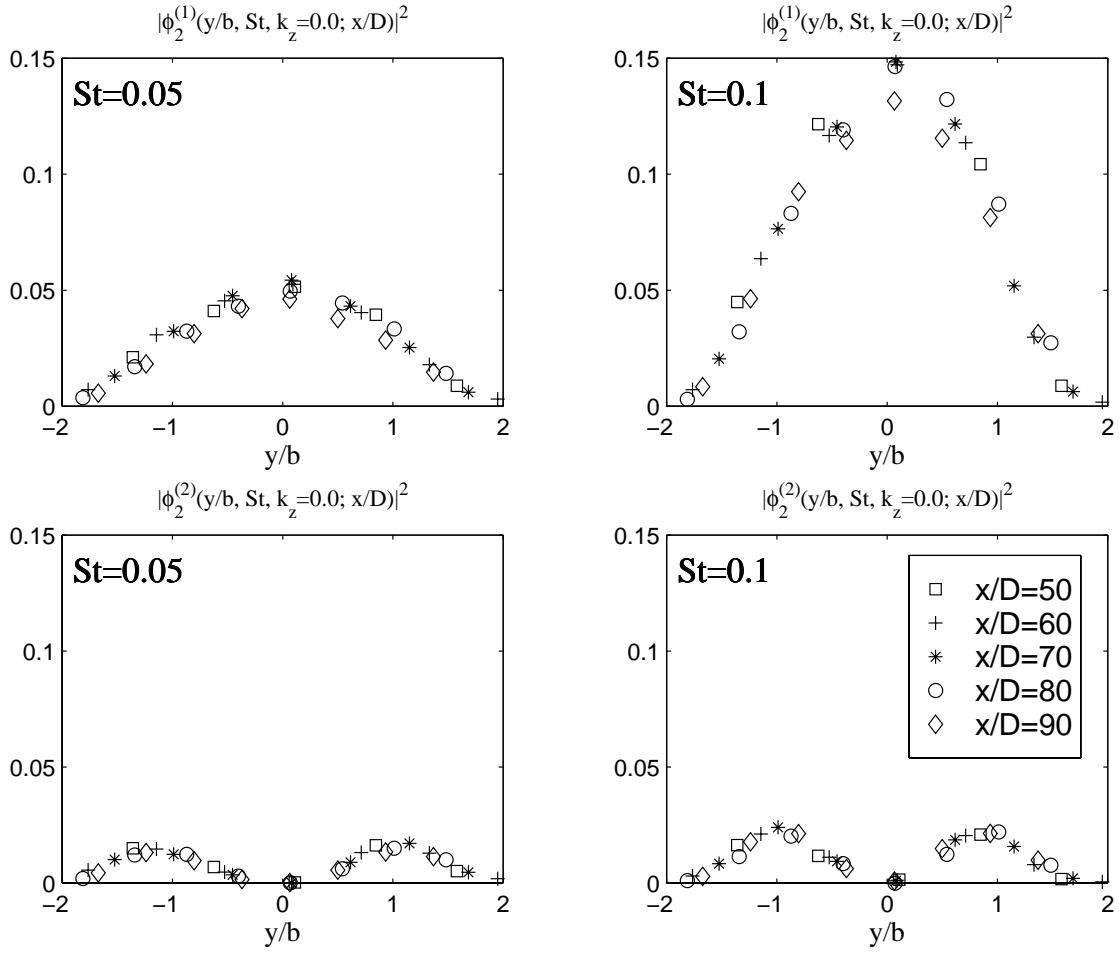 |ϕ₂⁽¹⁾(y/b, St, k_z=0.0; x/D)|²
0.15
St=0.05
0.1
0.05
0
−2
−1
0
1
2
y/b
|ϕ₂⁽¹⁾(y/b, St, k_z=0.0; x/D)|²
0.15
St=0.1
0.1
0.05
0
−2
−1
0
1
2
y/b
|ϕ₂⁽²⁾(y/b, St, k_z=0.0; x/D)|²
0.15
St=0.05
0.1
0.05
0
−2
−1
0
1
2
y/b
|ϕ₂⁽²⁾(y/b, St, k_z=0.0; x/D)|²
0.15
St=0.1
x/D=50
x/D=60
x/D=70
x/D=80
x/D=90
0.1
0.05
0
−2
−1
0
1
2
y/b